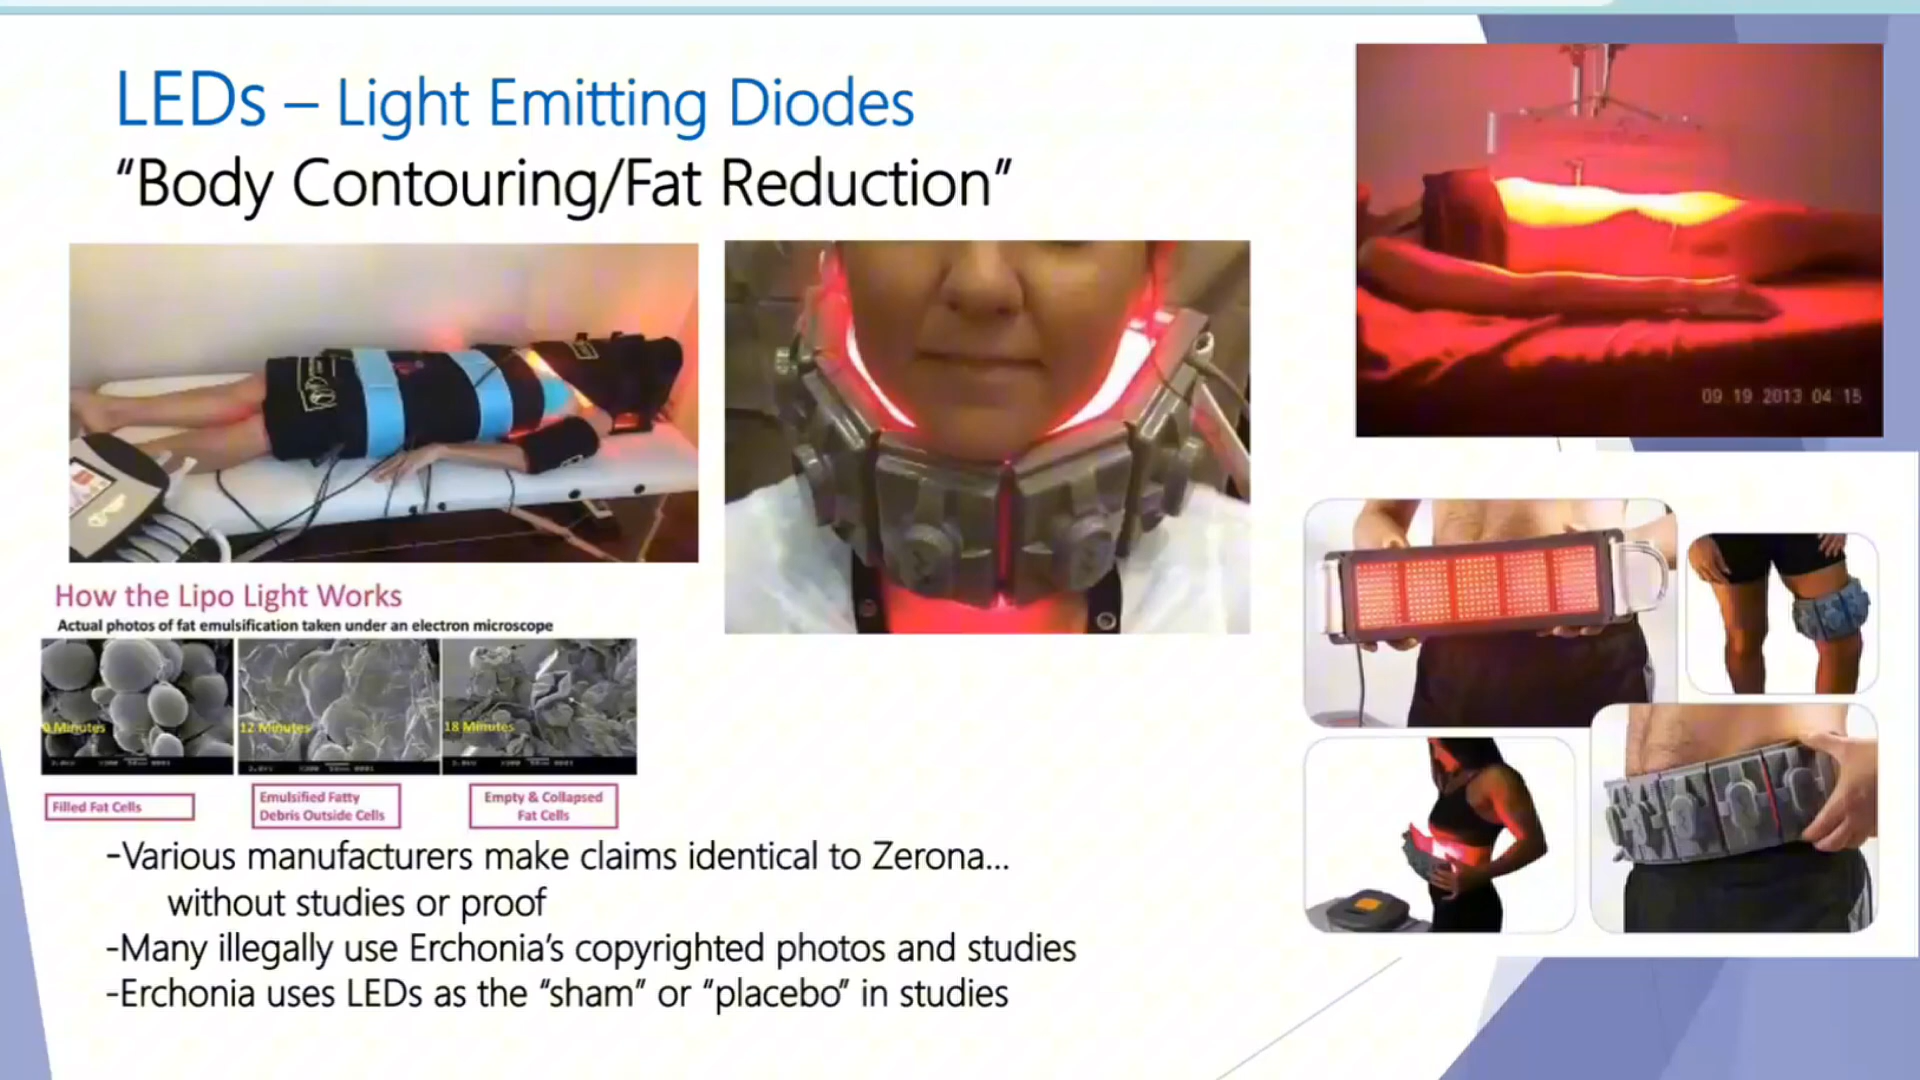 LEDs – Light Emitting Diodes
“Body Contouring/Fat Reduction”
09 19 2013 04 15
How the Lipo Light Works
Actual photos of fat emulsification taken under an electron microscope
0 Minutes
12 Minutes
18 Minutes
Filled Fat Cells
Emulsified Fatty
Debris Outside Cells
Empty & Collapsed
Fat Cells
-Various manufacturers make claims identical to Zerona...
without studies or proof
-Many illegally use Erchonia’s copyrighted photos and studies
-Erchonia uses LEDs as the “sham” or “placebo” in studies